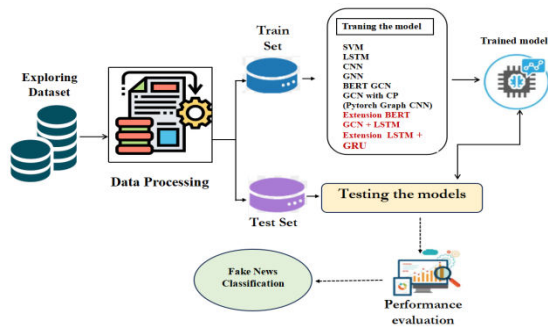 Exploring
Dataset
Data Processing
Train
Set
Test Set
Traning the model
SVM
LSTM
CNN
GNN
BERT GCN
GCN with CP
(Pytorch Graph CNN)
Extension BERT
GCN + LSTM
Extension LSTM +
GRU
Trained model
Testing the models
Performance
evaluation
Fake News
Classification